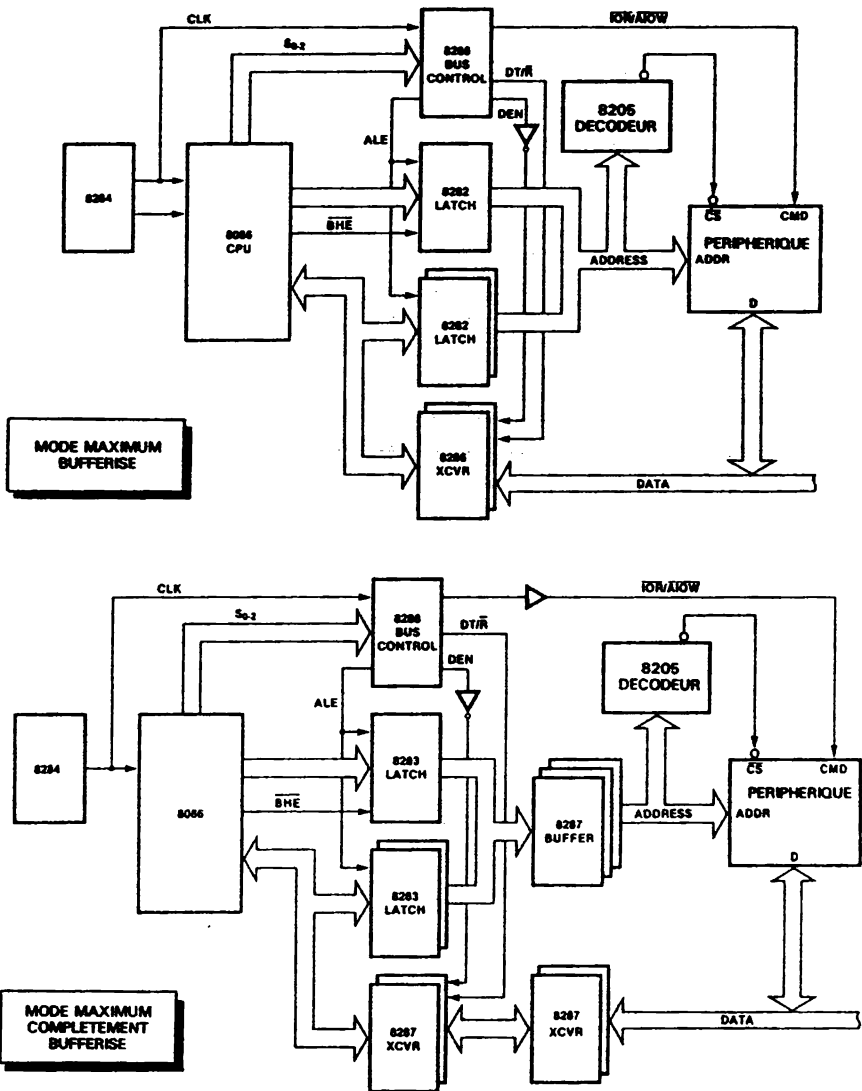 CLK
S0-2
8288
BUS
CONTROL
IOR/AIOW
DT/R
DEN
ALE
8205
DECODEUR
8284
8086
CPU
8282
LATCH
BHE
CS
CMD
PERIPHERIQUE
ADDRESS
ADDR
D
8282
LATCH
MODE MAXIMUM
BUFFERISE
8286
XCVR
DATA
CLK
S0-2
8288
BUS
CONTROL
IOR/AIOW
DT/R
DEN
ALE
8205
DECODEUR
8284
8086
8283
LATCH
BHE
8287
BUFFER
CS
CMD
PERIPHERIQUE
ADDRESS
ADDR
D
8283
LATCH
MODE MAXIMUM
COMPLETEMENT
BUFFERISE
8287
XCVR
8287
XCVR
DATA